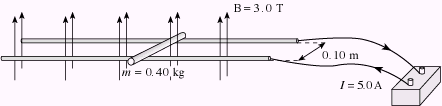 B = 3.0 T
0.10 m
m = 0.40 kg
I = 5.0 A